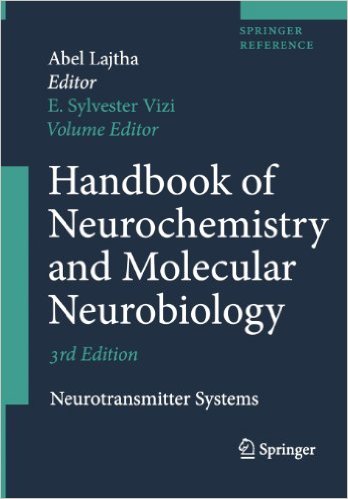 SPRINGER
REFERENCE
Abel Lajtha
Editor
E. Sylvester Vizi
Volume Editor
Handbook of
Neurochemistry
and Molecular
Neurobiology
3rd Edition
Neurotransmitter Systems
Springer